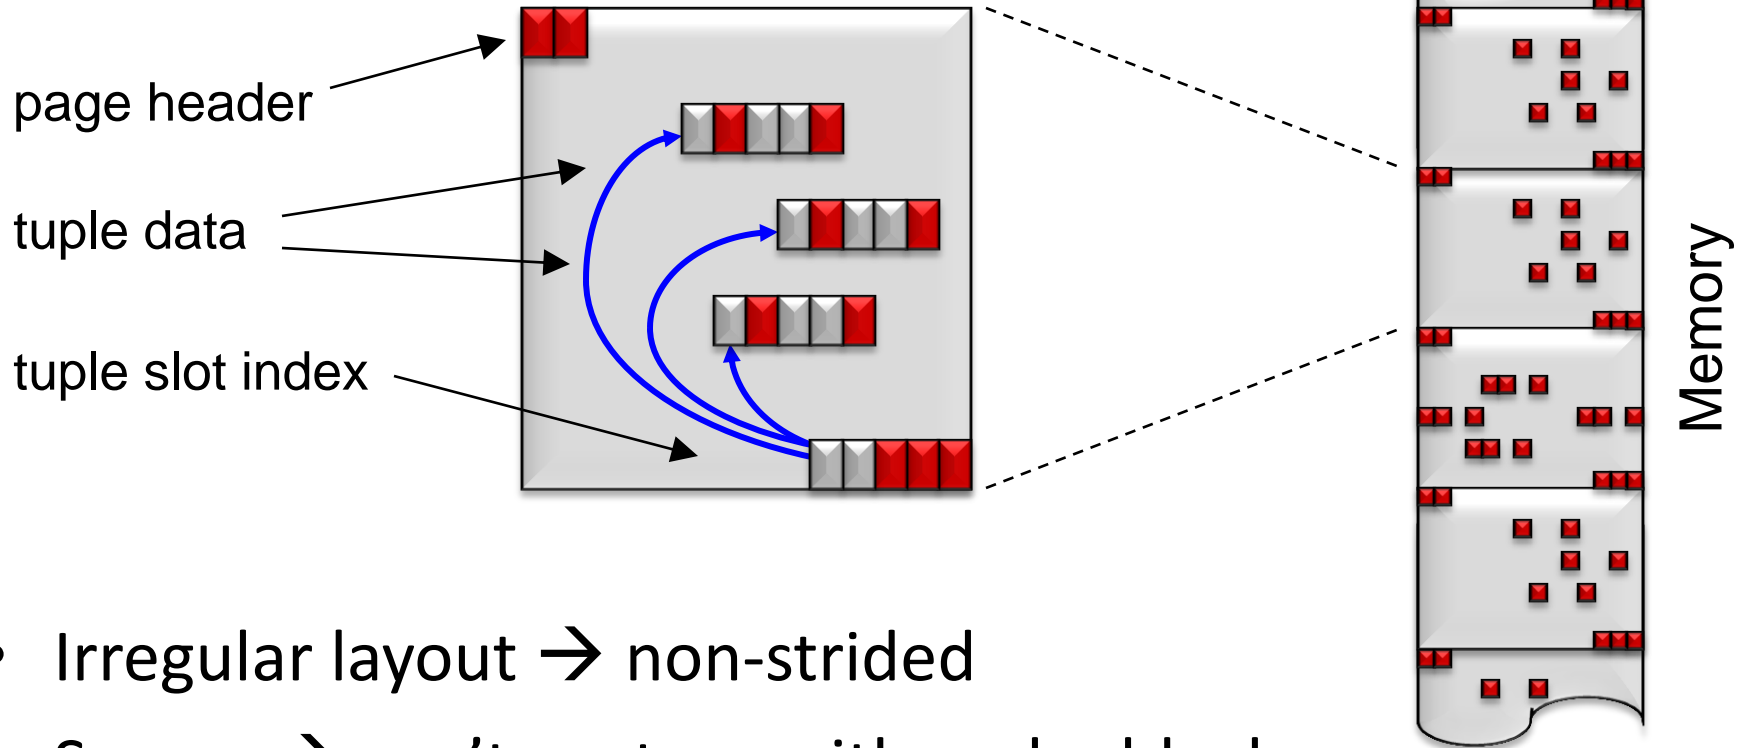 page header
tuple data
tuple slot index
Memory
• Irregular layout → non-strided